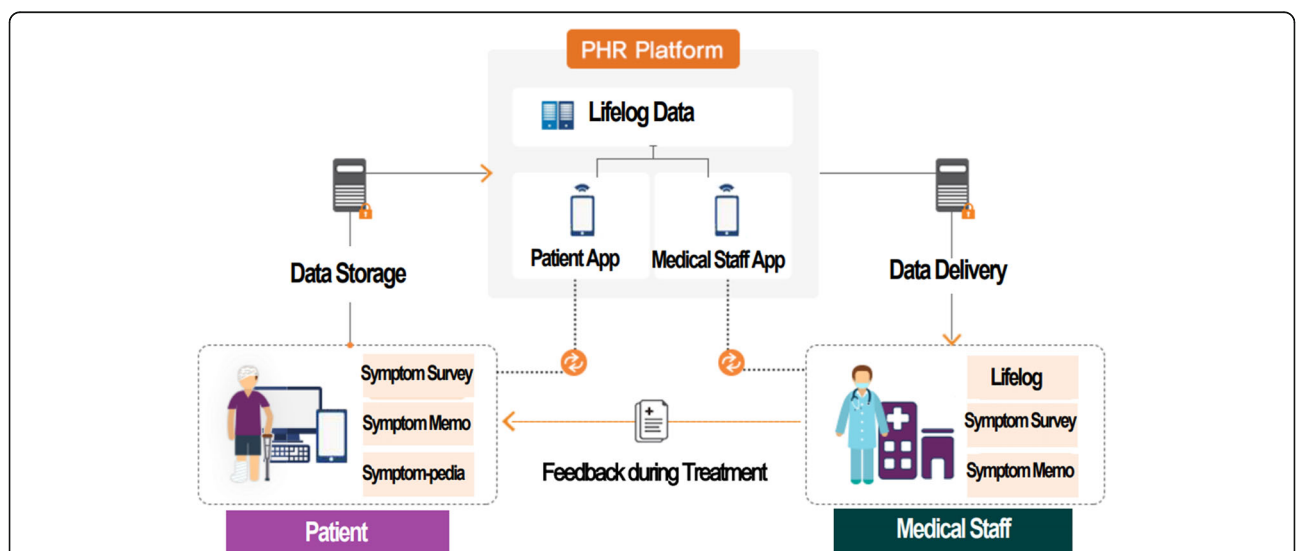 PHR Platform
Lifelog Data
Patient App
Medical Staff App
Data Storage
Data Delivery
Symptom Survey
Symptom Memo
Symptom-pedia
Patient
Feedback during Treatment
Lifelog
Symptom Survey
Symptom Memo
Medical Staff